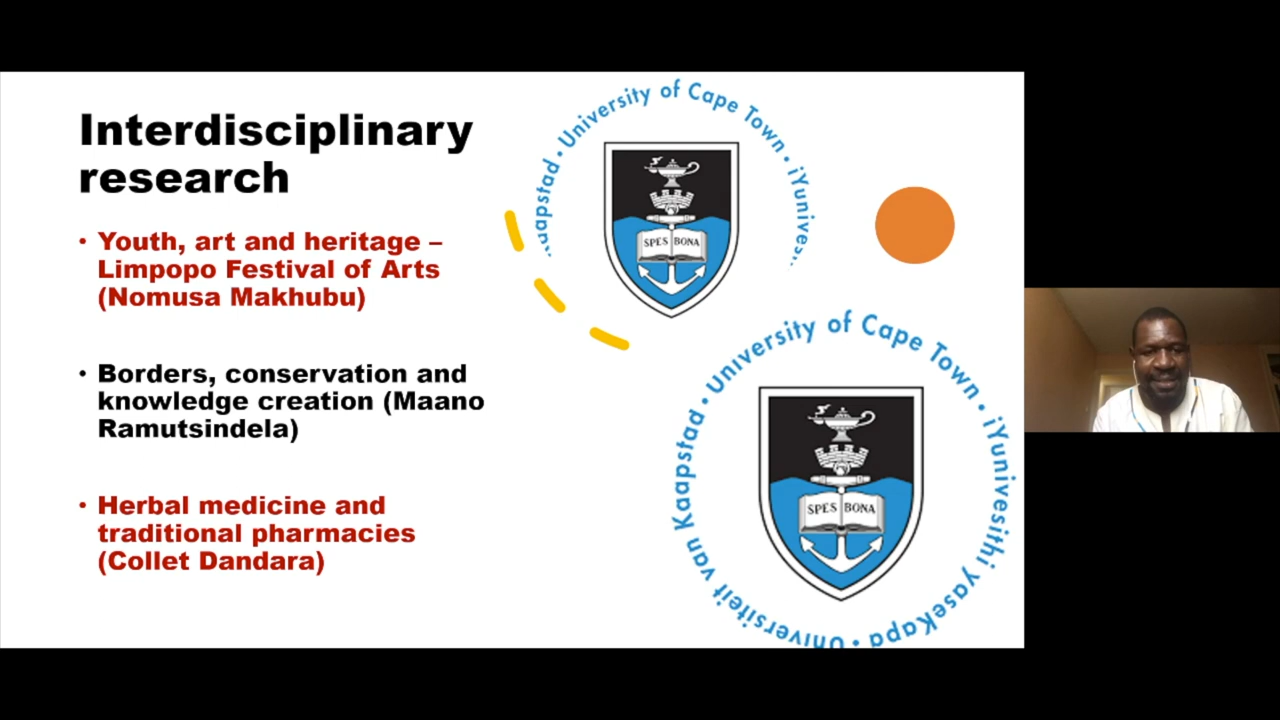 Interdisciplinary
research
• Youth, art and heritage –
Limpopo Festival of Arts
(Nomusa Makhubu)
• Borders, conservation and
knowledge creation (Maano
Ramutsindela)
• Herbal medicine and
traditional pharmacies
(Collet Dandara)
Kaapstad • University of Cape Town • iYunives
SPES BONA
University of Cape Town • iYunivesithi yaseKapa • Universiteit van Kaapstad •
SPES BONA